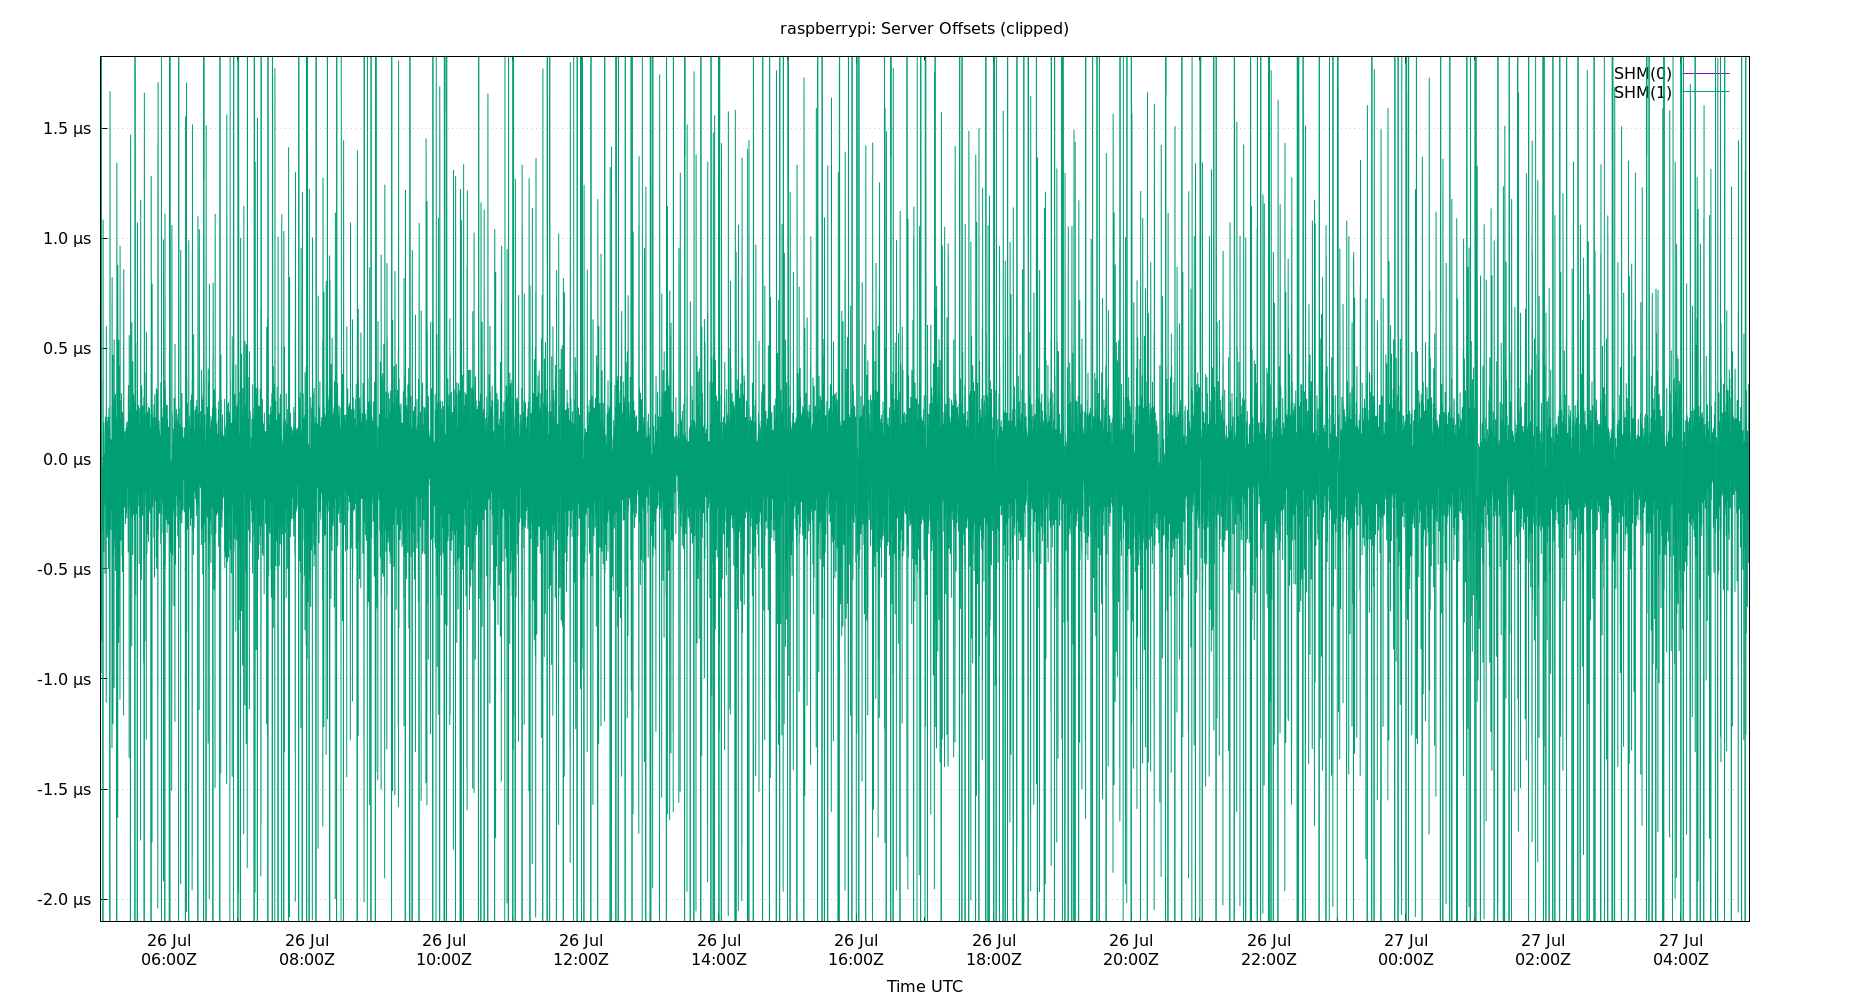 raspberrypi: Server Offsets (clipped)
SHM(0)
SHM(1)
1.5 µs
1.0 µs
0.5 µs
0.0 µs
-0.5 µs
-1.0 µs
-1.5 µs
-2.0 µs
26 Jul 26 Jul 26 Jul 26 Jul 26 Jul 26 Jul 26 Jul 26 Jul 26 Jul 27 Jul 27 Jul 27 Jul
06:00Z 08:00Z 10:00Z 12:00Z 14:00Z 16:00Z 18:00Z 20:00Z 22:00Z 00:00Z 02:00Z 04:00Z
Time UTC